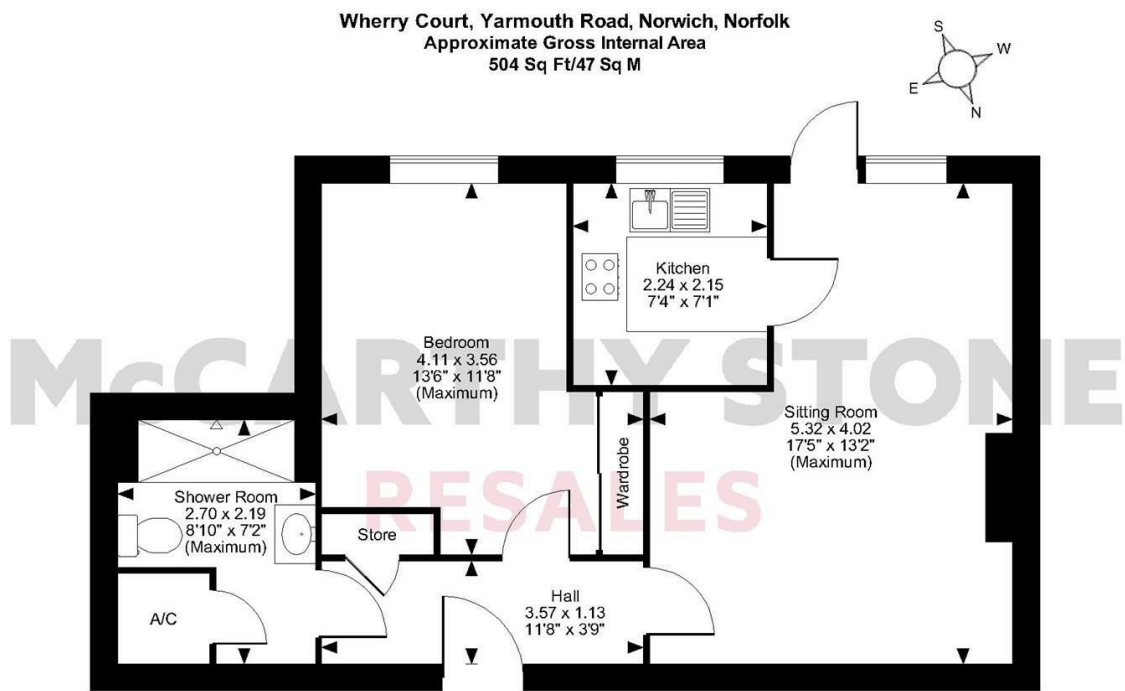 Wherry Court, Yarmouth Road, Norwich, Norfolk
Approximate Gross Internal Area
504 Sq Ft/47 Sq M
S
W
E
N
Kitchen
2.24 x 2.15
7'4" x 7'1"
Bedroom
4.11 x 3.56
13'6" x 11'8"
(Maximum)
McCARTHY STONE
RESALES
Sitting Room
5.32 x 4.02
17'5" x 13'2"
(Maximum)
Wardrobe
Shower Room
2.70 x 2.19
8'10" x 7'2"
(Maximum)
Store
A/C
Hall
3.57 x 1.13
11'8" x 3'9"